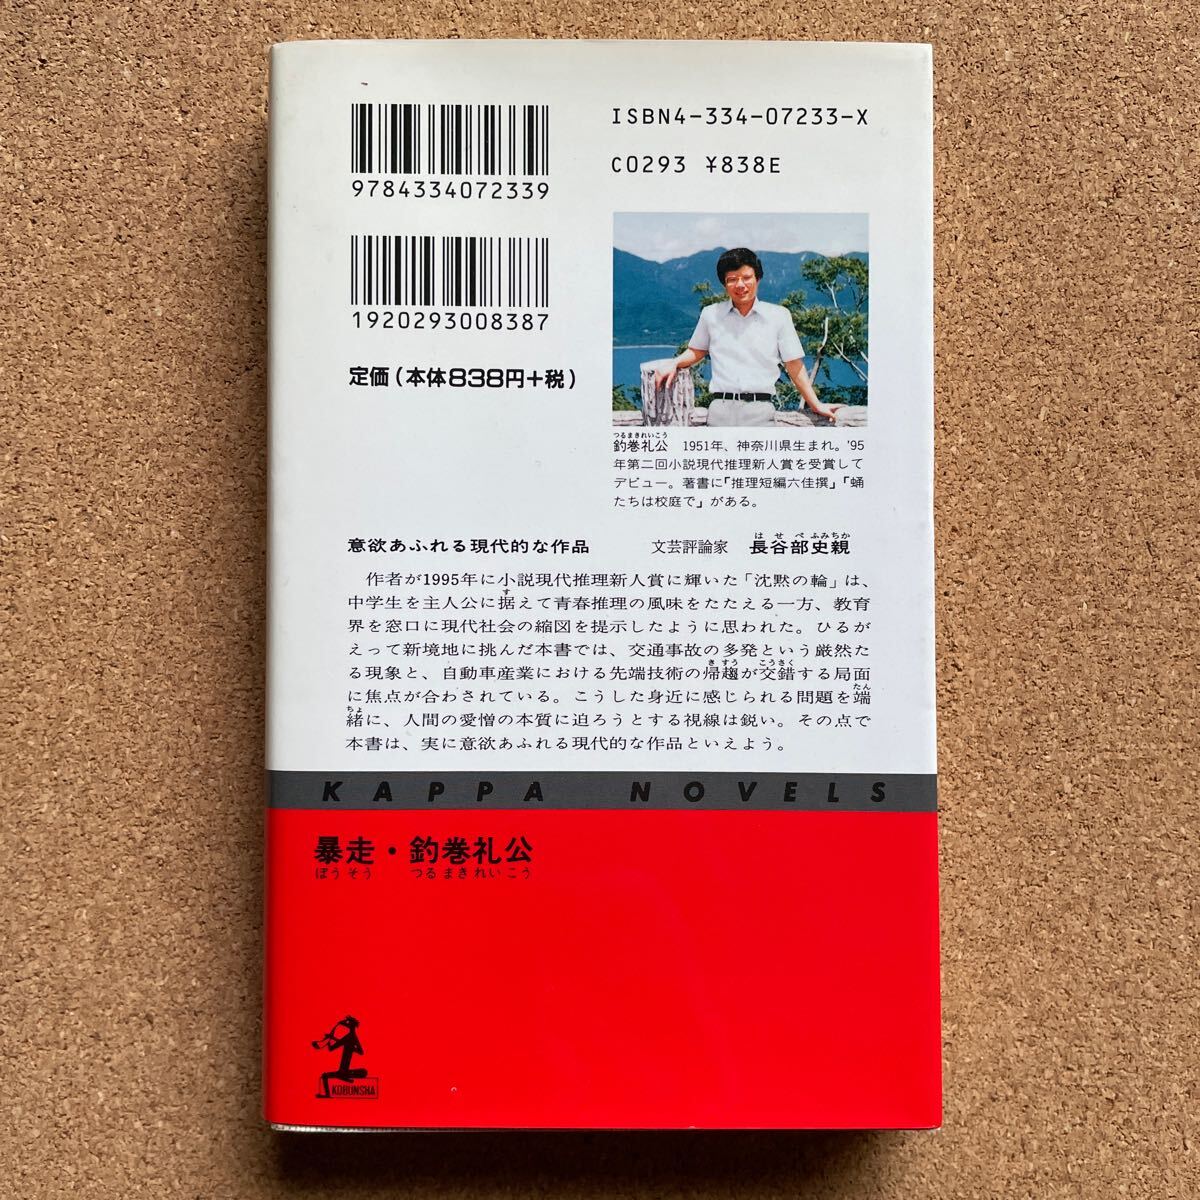 ISBN4-334-07233-X
C0293 ¥838E
9784334072339
1920293008387
定価(本体838円+税)
つるまきれいこう
釣巻礼公 1951年、神奈川県生まれ。'95
年第二回小説現代推理新人賞を受賞して
デビュー。著書に「推理短編六佳撰」「蛹
たちは校庭で」がある。
はせべふみちか
意欲あふれる現代的な作品 文芸評論家 長谷部史親
作者が1995年に小説現代推理新人賞に輝いた「沈黙の輪」は、
す
中学生を主人公に据えて青春推理の風味をたたえる一方、教育
界を窓口に現代社会の縮図を提示したように思われた。ひるが
えって新境地に挑んだ本書では、交通事故の多発という厳然た
きすう こうさく
る現象と、自動車産業における先端技術の帰趨が交錯する局面
たん
に焦点が合わされている。こうした身近に感じられる問題を端
ちょ
緒に、人間の愛憎の本質に迫ろうとする視線は鋭い。その点で
本書は、実に意欲あふれる現代的な作品といえよう。
KAPPA NOVELS
暴走・釣巻礼公
ぼうそう つるまきれいこう
KOBUNSHA